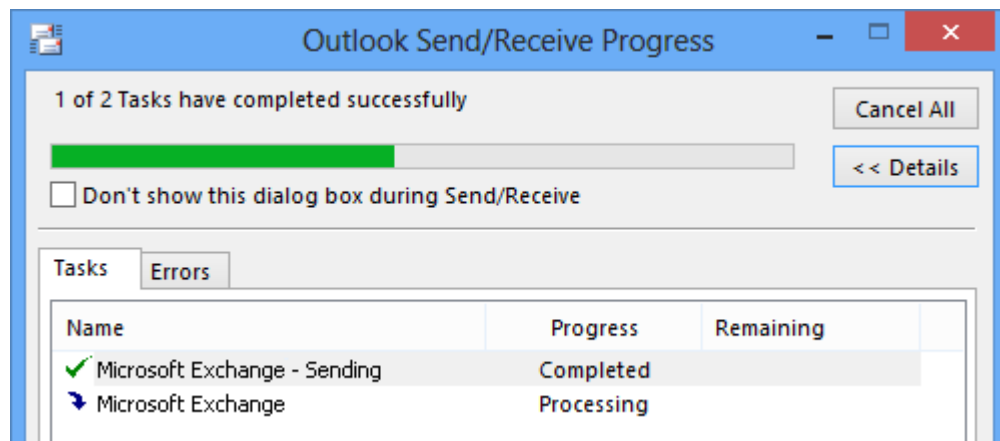 Outlook Send/Receive Progress
1 of 2 Tasks have completed successfully
Cancel All
<< Details
Don't show this dialog box during Send/Receive
Tasks Errors
Name Progress Remaining
Microsoft Exchange - Sending Completed
Microsoft Exchange Processing